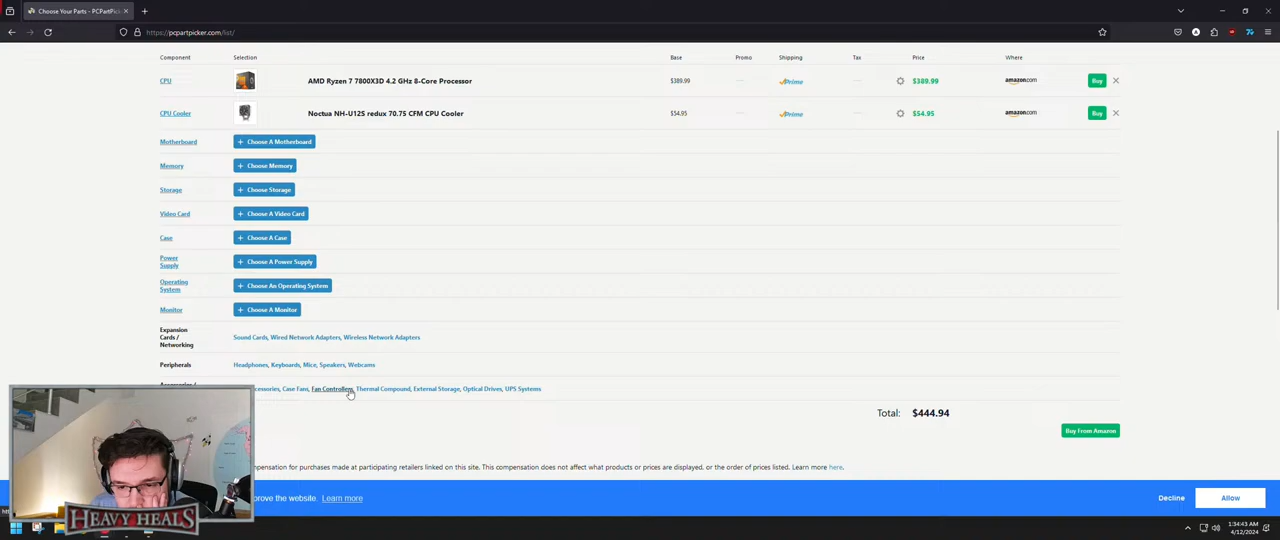 Choose Your Parts - PCPartPick
https://pcpartpicker.com/list/
Component Selection Base Promo Shipping Tax Price Where
CPU AMD Ryzen 7 7800X3D 4.2 GHz 8-Core Processor $389.99 Prime $389.99 amazon.com Buy
CPU Cooler Noctua NH-U12S redux 70.75 CFM CPU Cooler $54.95 Prime $54.95 amazon.com Buy
Motherboard + Choose A Motherboard
Memory + Choose Memory
Storage + Choose Storage
Video Card + Choose A Video Card
Case + Choose A Case
Power Supply + Choose A Power Supply
Operating System + Choose An Operating System
Monitor + Choose A Monitor
Expansion Cards / Networking Sound Cards, Wired Network Adapters, Wireless Network Adapters
Peripherals Headphones, Keyboards, Mice, Speakers, Webcams
Case Fans, Fan Controllers, Thermal Compound, External Storage, Optical Drives, UPS Systems
Total: $444.94
Buy From Amazon
for purchases made at participating retailers linked on this site. This compensation does not affect what products or prices are displayed, or the order of prices listed. Learn more here.
the website. Learn more Decline Allow
HEAVY HEALS
1:34:43 AM
4/12/2024